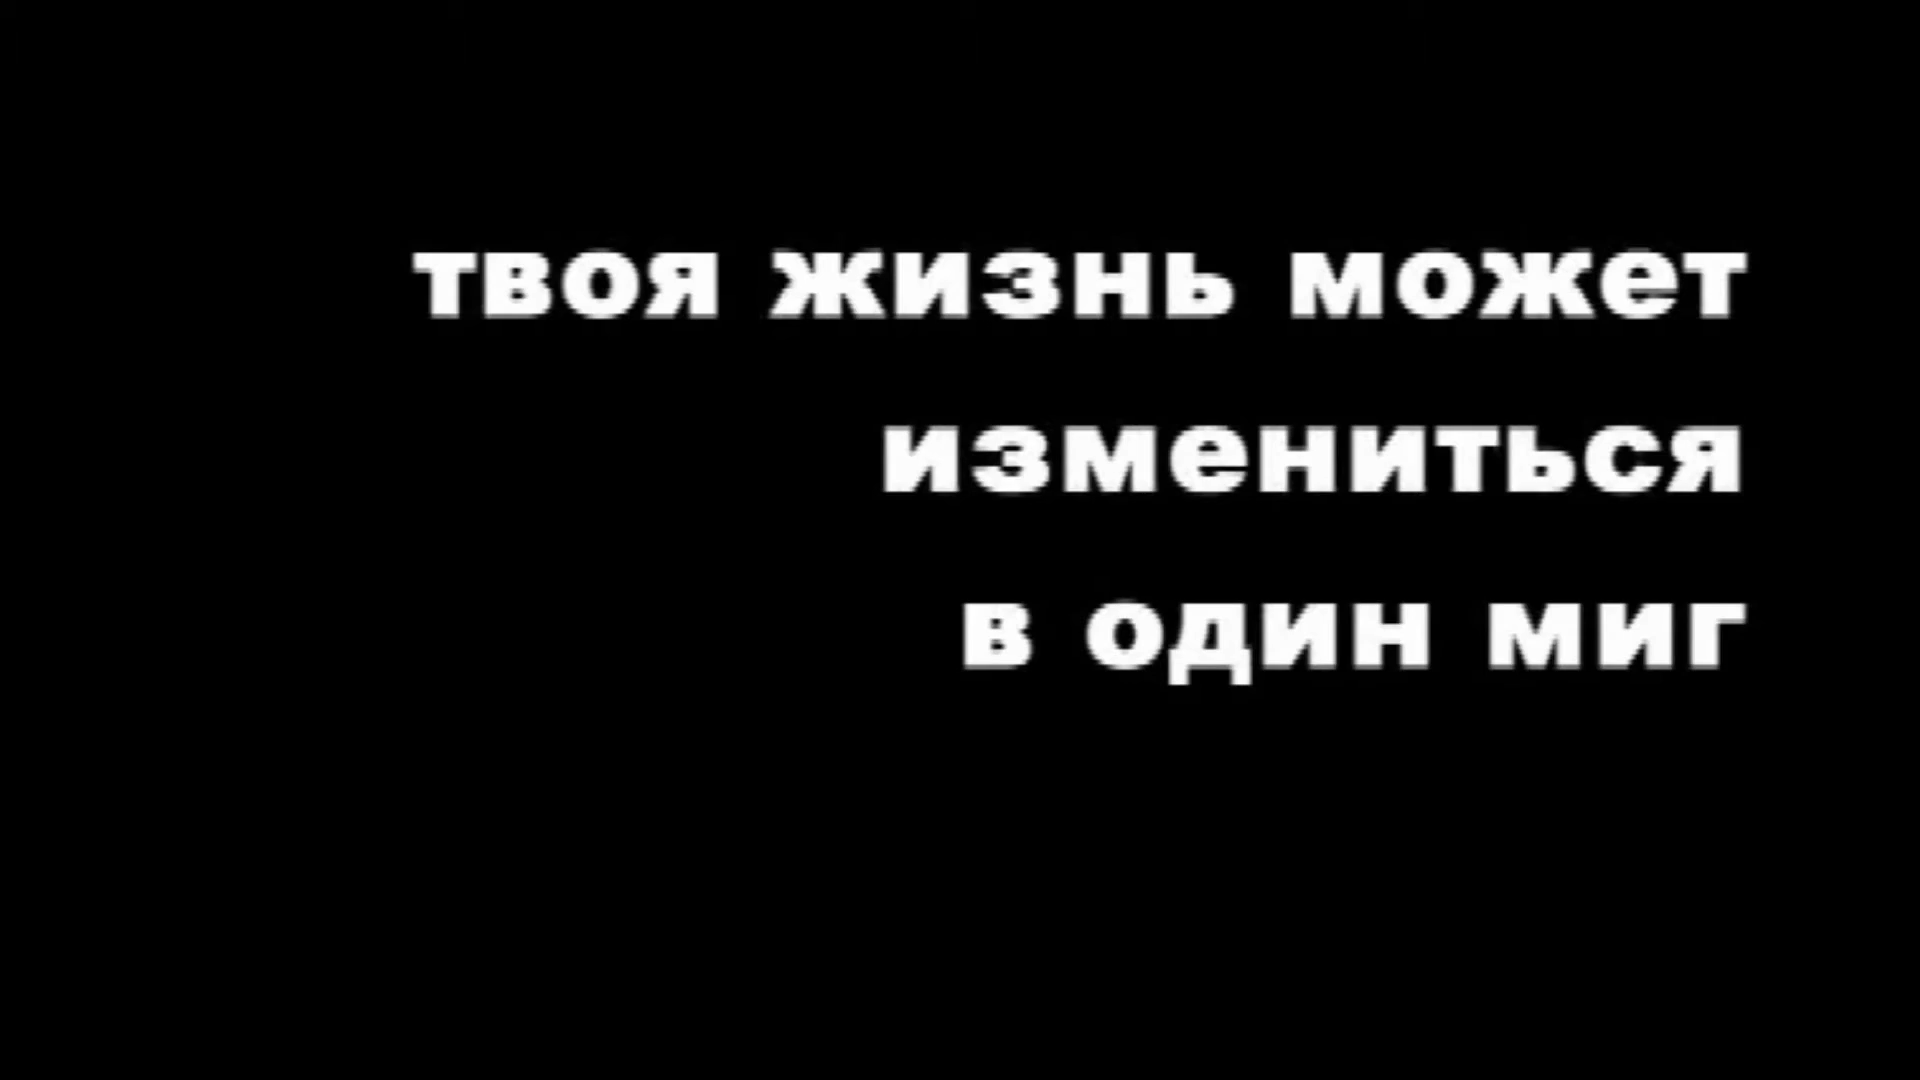 твоя жизнь может
измениться
в один миг